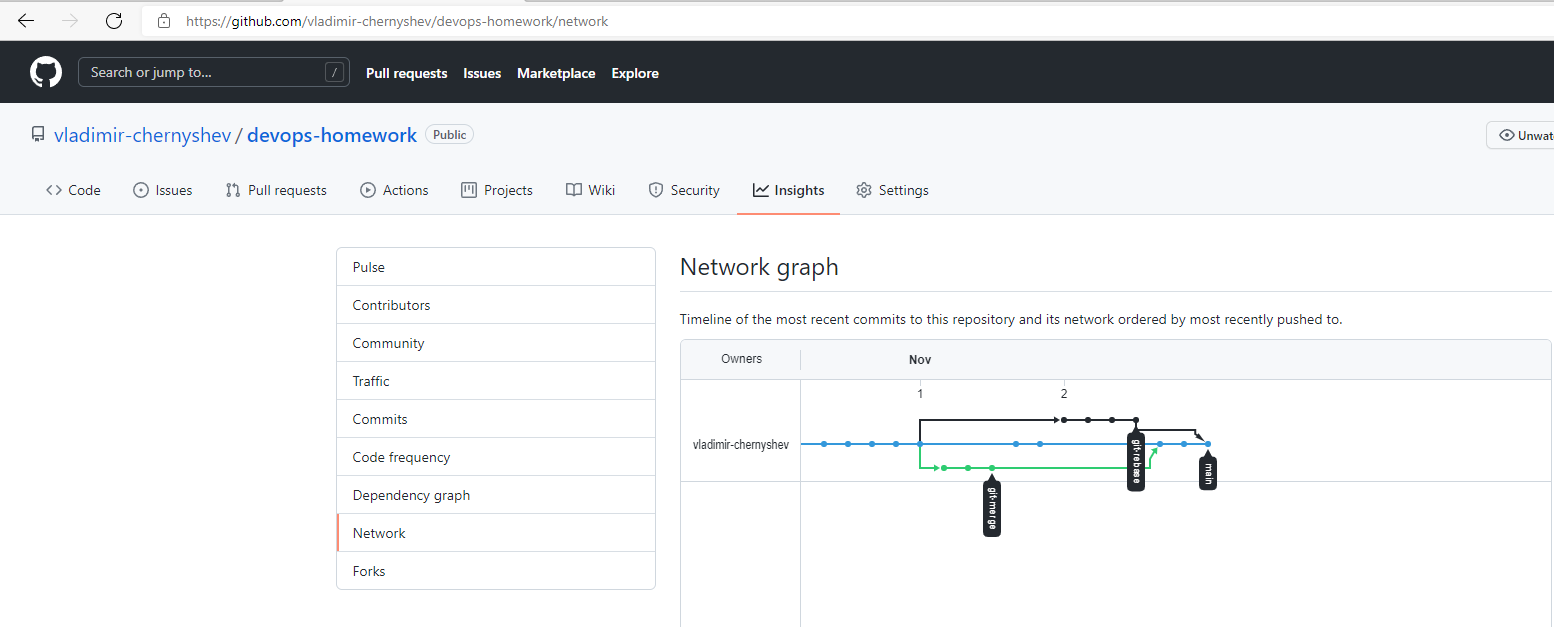 https://github.com/vladimir-chernyshev/devops-homework/network
Search or jump to... /
Pull requests Issues Marketplace Explore
vladimir-chernyshev / devops-homework Public
Unwat
Code Issues Pull requests Actions Projects Wiki Security Insights Settings
Pulse
Contributors
Community
Traffic
Commits
Code frequency
Dependency graph
Network
Forks
Network graph
Timeline of the most recent commits to this repository and its network ordered by most recently pushed to.
Owners Nov
1 2
vladimir-chernyshev
git-rebase
main
git-merge